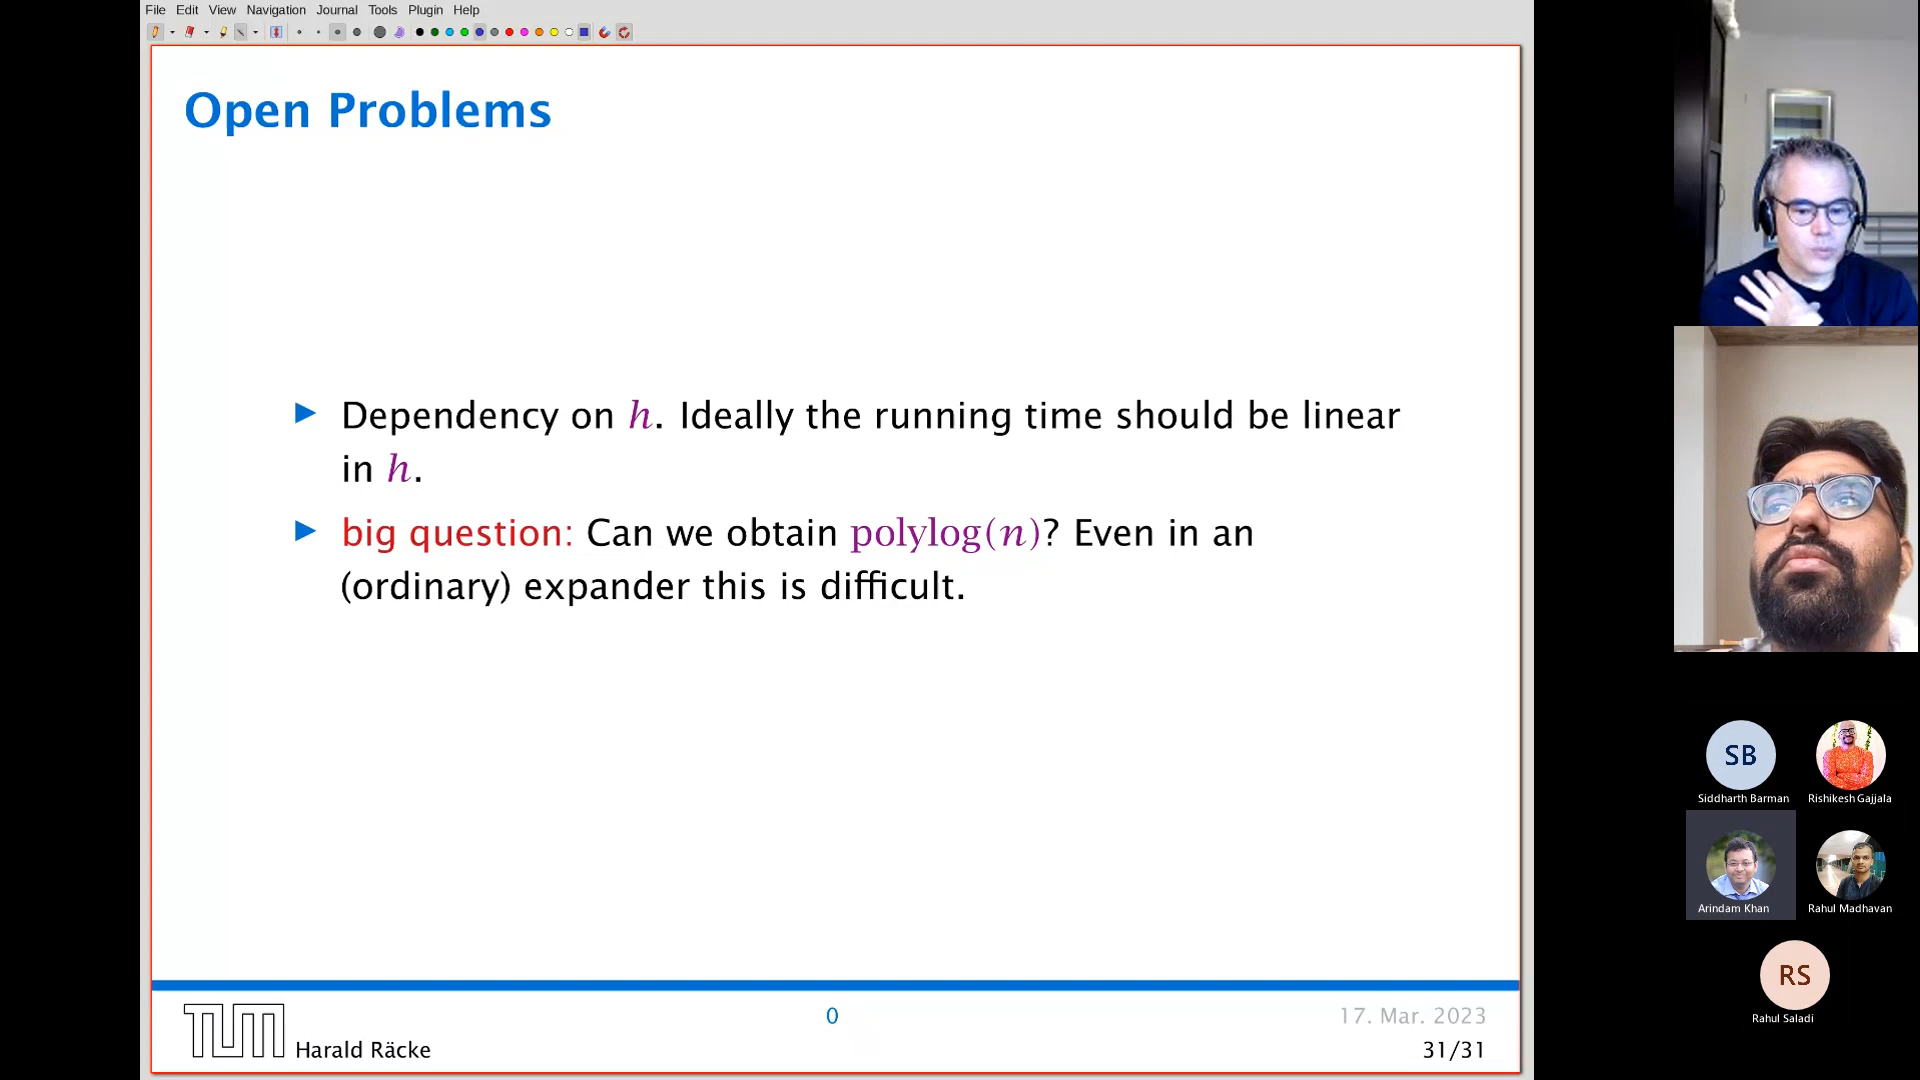 File Edit View Navigation Journal Tools Plugin Help
Open Problems
Dependency on h. Ideally the running time should be linear
in h.
big question: Can we obtain polylog(n)? Even in an
(ordinary) expander this is difficult.
TUM
Harald Räcke
0
17. Mar. 2023
31/31
SB
Siddharth Barman
Rishikesh Gajjala
Arindam Khan
Rahul Madhavan
RS
Rahul Saladi